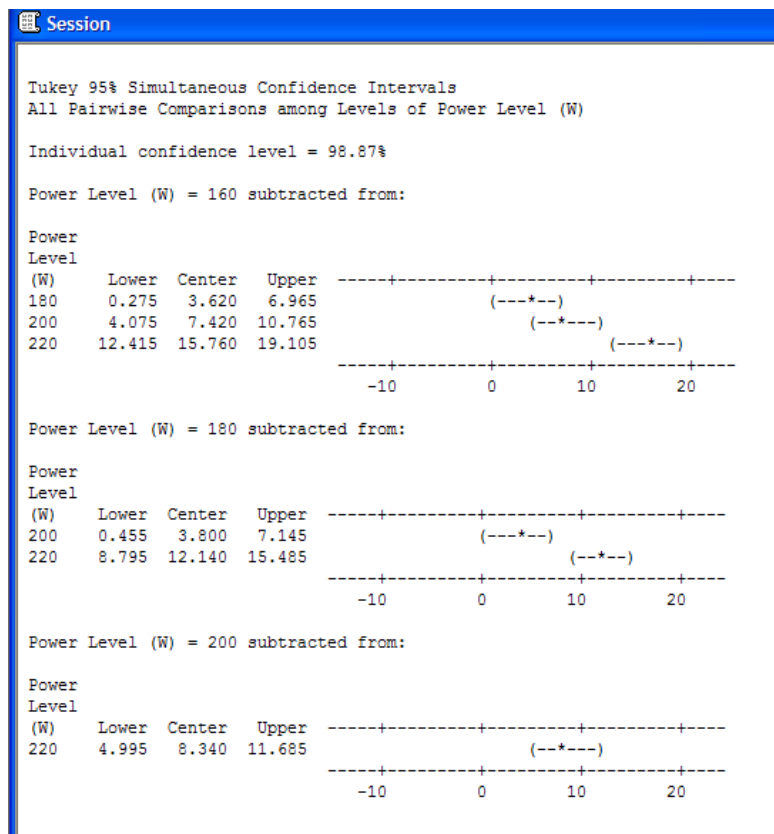 Session
Tukey 95% Simultaneous Confidence Intervals
All Pairwise Comparisons among Levels of Power Level (W)
Individual confidence level = 98.87%
Power Level (W) = 160 subtracted from:
Power
Level
(W)      Lower  Center   Upper  -----+---------+---------+---------+----
180      0.275   3.620   6.965                 (---*--)
200      4.075   7.420  10.765                     (--*---)
220     12.415  15.760  19.105                             (---*--)
                                -----+---------+---------+---------+----
                                   -10         0        10        20
Power Level (W) = 180 subtracted from:
Power
Level
(W)     Lower  Center   Upper  -----+---------+---------+---------+----
200     0.455   3.800   7.145                 (---*--)
220     8.795  12.140  15.485                          (--*--)
                               -----+---------+---------+---------+----
                                  -10         0        10        20
Power Level (W) = 200 subtracted from:
Power
Level
(W)     Lower  Center   Upper  -----+---------+---------+---------+----
220     4.995   8.340  11.685                      (--*---)
                               -----+---------+---------+---------+----
                                  -10         0        10        20